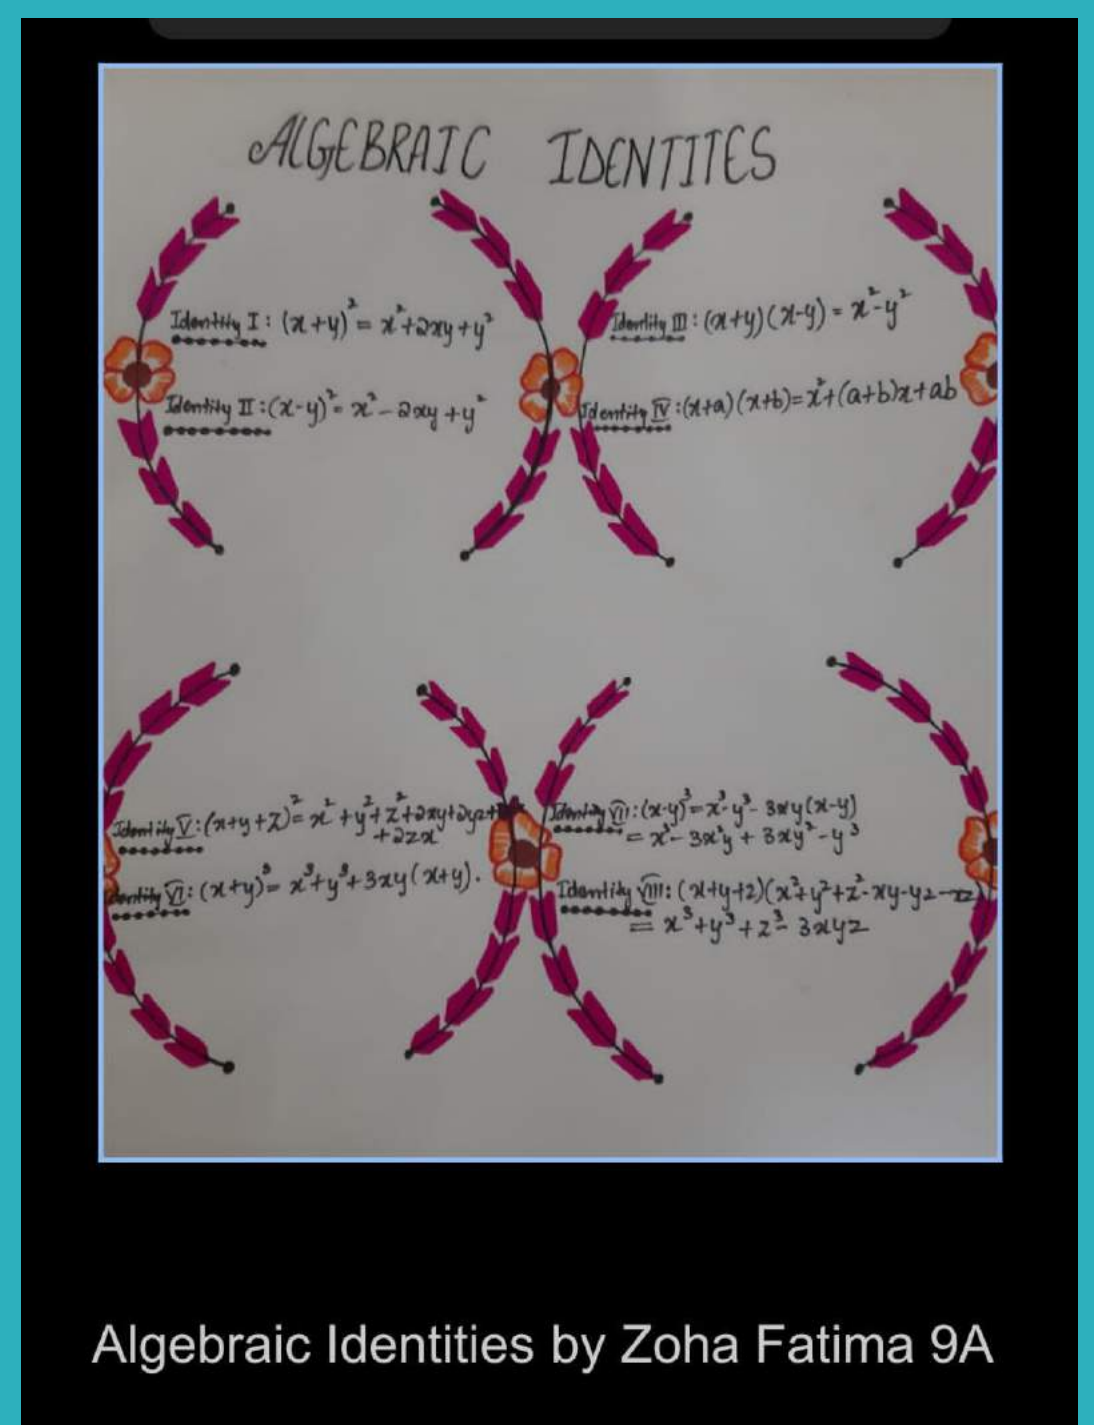 ALGEBRAIC IDENTITES
Identity I : (x+y)² = x²+2xy+y²
Identity II : (x-y)² = x² - 2xy +y²
Identity III : (x+y) (x-y) = x²-y²
Identity IV : (x+a) (x+b)=x²+(a+b)x+ab
Identity V : (x+y+z)² = x²+y²+z²+2xy+2yz+
+2zx
Identity VI : (x+y)³ = x³+y³+3xy(x+y).
Identity VII : (x-y)³=x³-y³- 3xy(x-y)
= x³- 3x²y + 3xy² -y³
Identity VIII : (x+y+z)(x²+y²+z²-xy-yz-zx)
= x³+y³+z³- 3xyz
Algebraic Identities by Zoha Fatima 9A